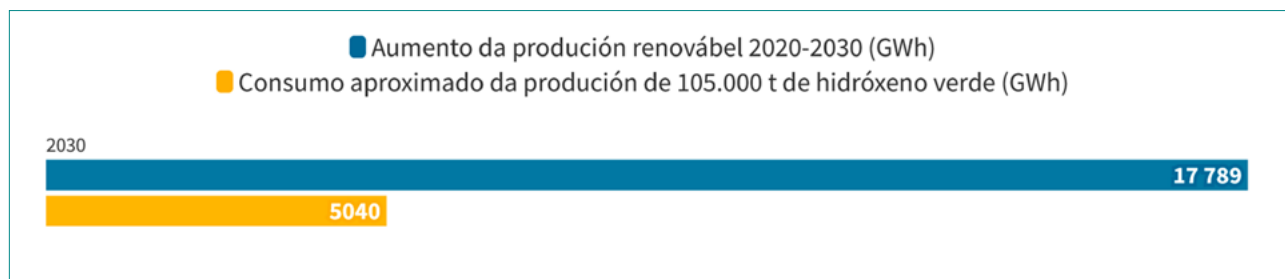 Aumento da produción renovábel 2020-2030 (GWh)
Consumo aproximado da produción de 105.000 t de hidróxeno verde (GWh)
2030
17 789
5040